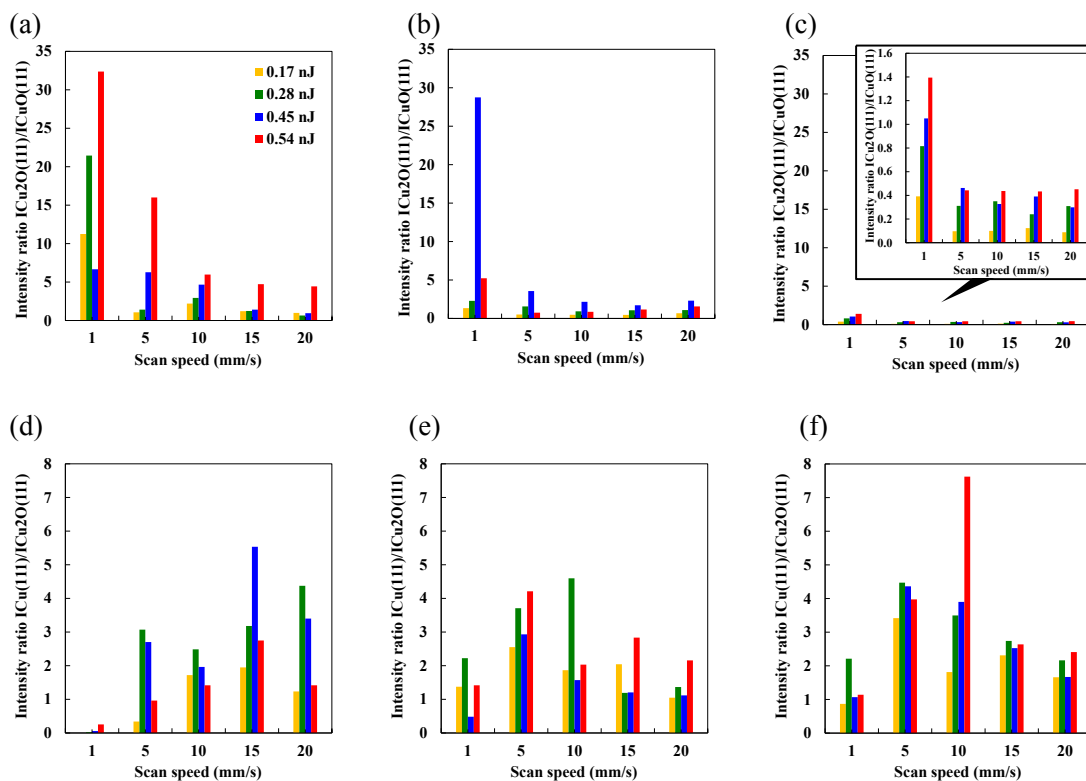 (a)
Intensity ratio ICu2O(111)/ICuO(111)
35
30
25
20
15
10
5
0
0.17 nJ
0.28 nJ
0.45 nJ
0.54 nJ
1 5 10 15 20
Scan speed (mm/s)
(b)
Intensity ratio ICu2O(111)/ICuO(111)
35
30
25
20
15
10
5
0
1 5 10 15 20
Scan speed (mm/s)
(c)
Intensity ratio ICu2O(111)/ICuO(111)
35
30
25
20
15
10
5
0
1 5 10 15 20
Scan speed (mm/s)
Intensity ratio ICu2O(111)/ICuO(111)
1.6
1.4
1.2
1.0
0.8
0.6
0.4
0.2
0.0
1 5 10 15 20
Scan speed (mm/s)
(d)
Intensity ratio ICu(111)/ICu2O(111)
8
7
6
5
4
3
2
1
0
1 5 10 15 20
Scan speed (mm/s)
(e)
Intensity ratio ICu(111)/ICu2O(111)
8
7
6
5
4
3
2
1
0
1 5 10 15 20
Scan speed (mm/s)
(f)
Intensity ratio ICu(111)/ICu2O(111)
8
7
6
5
4
3
2
1
0
1 5 10 15 20
Scan speed (mm/s)